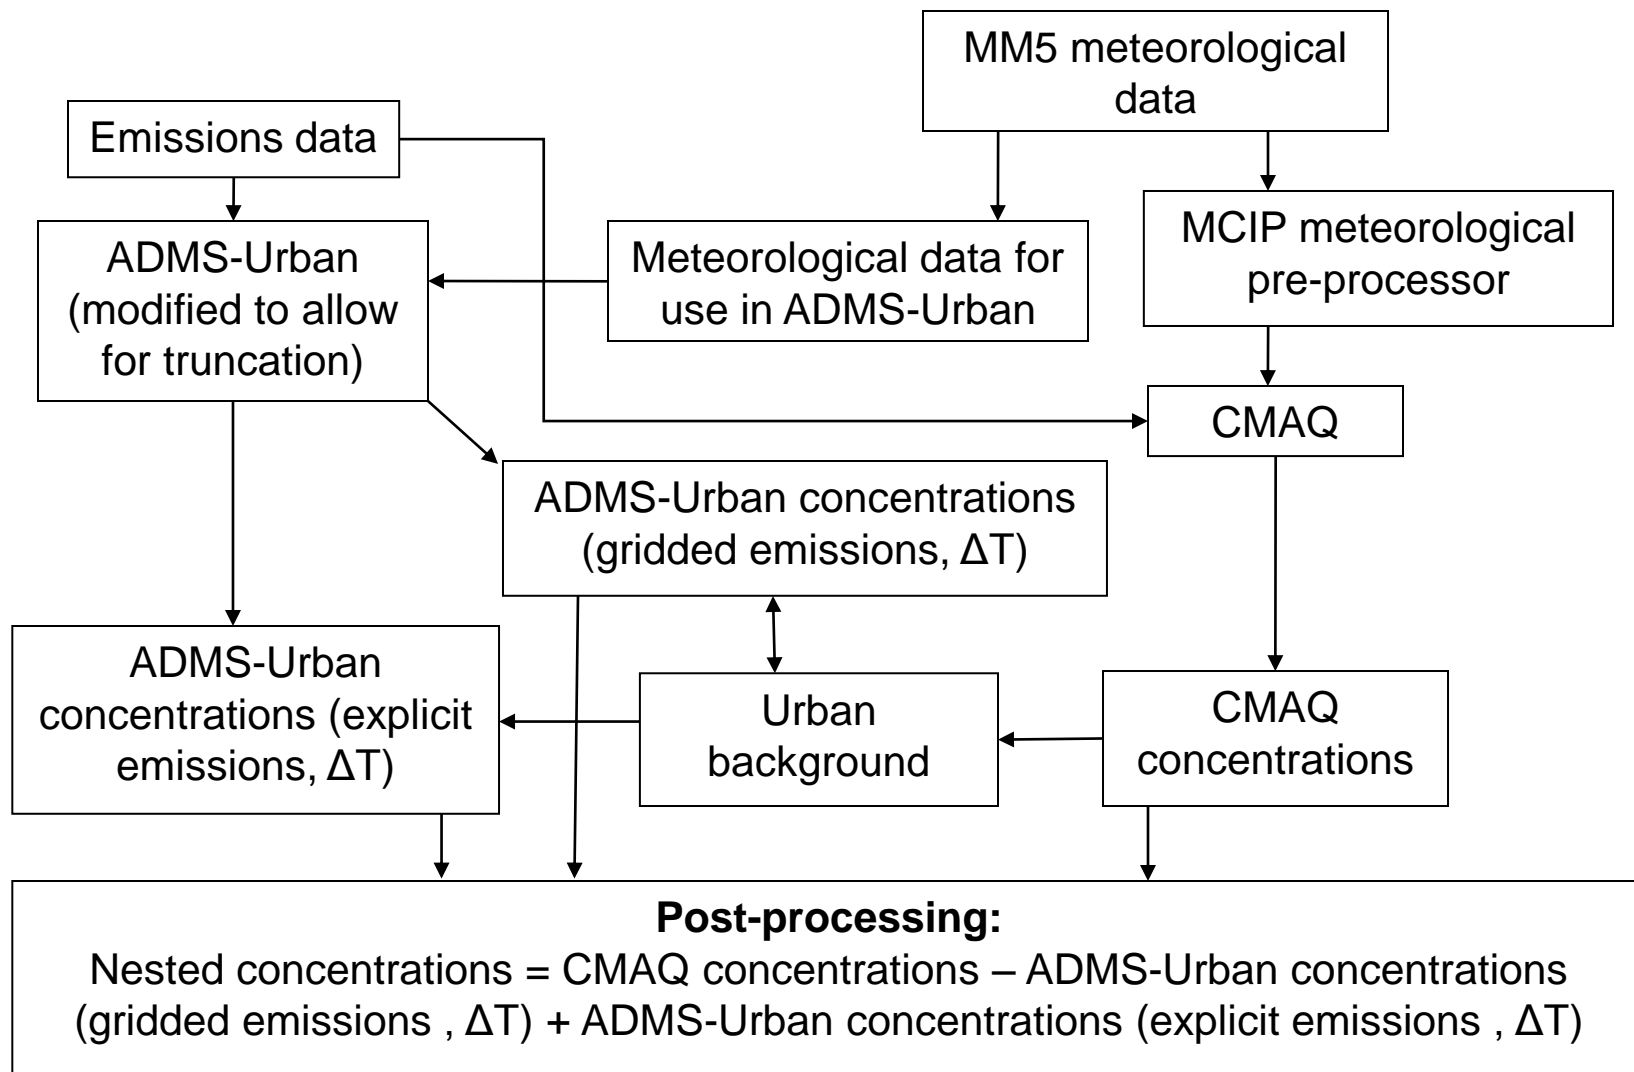 MM5 meteorological
data
Emissions data
ADMS-Urban
(modified to allow
for truncation)
Meteorological data for
use in ADMS-Urban
MCIP meteorological
pre-processor
CMAQ
ADMS-Urban concentrations
(gridded emissions, ΔT)
ADMS-Urban
concentrations (explicit
emissions, ΔT)
Urban
background
CMAQ
concentrations
Post-processing:
Nested concentrations = CMAQ concentrations – ADMS-Urban concentrations
(gridded emissions , ΔT) + ADMS-Urban concentrations (explicit emissions , ΔT)